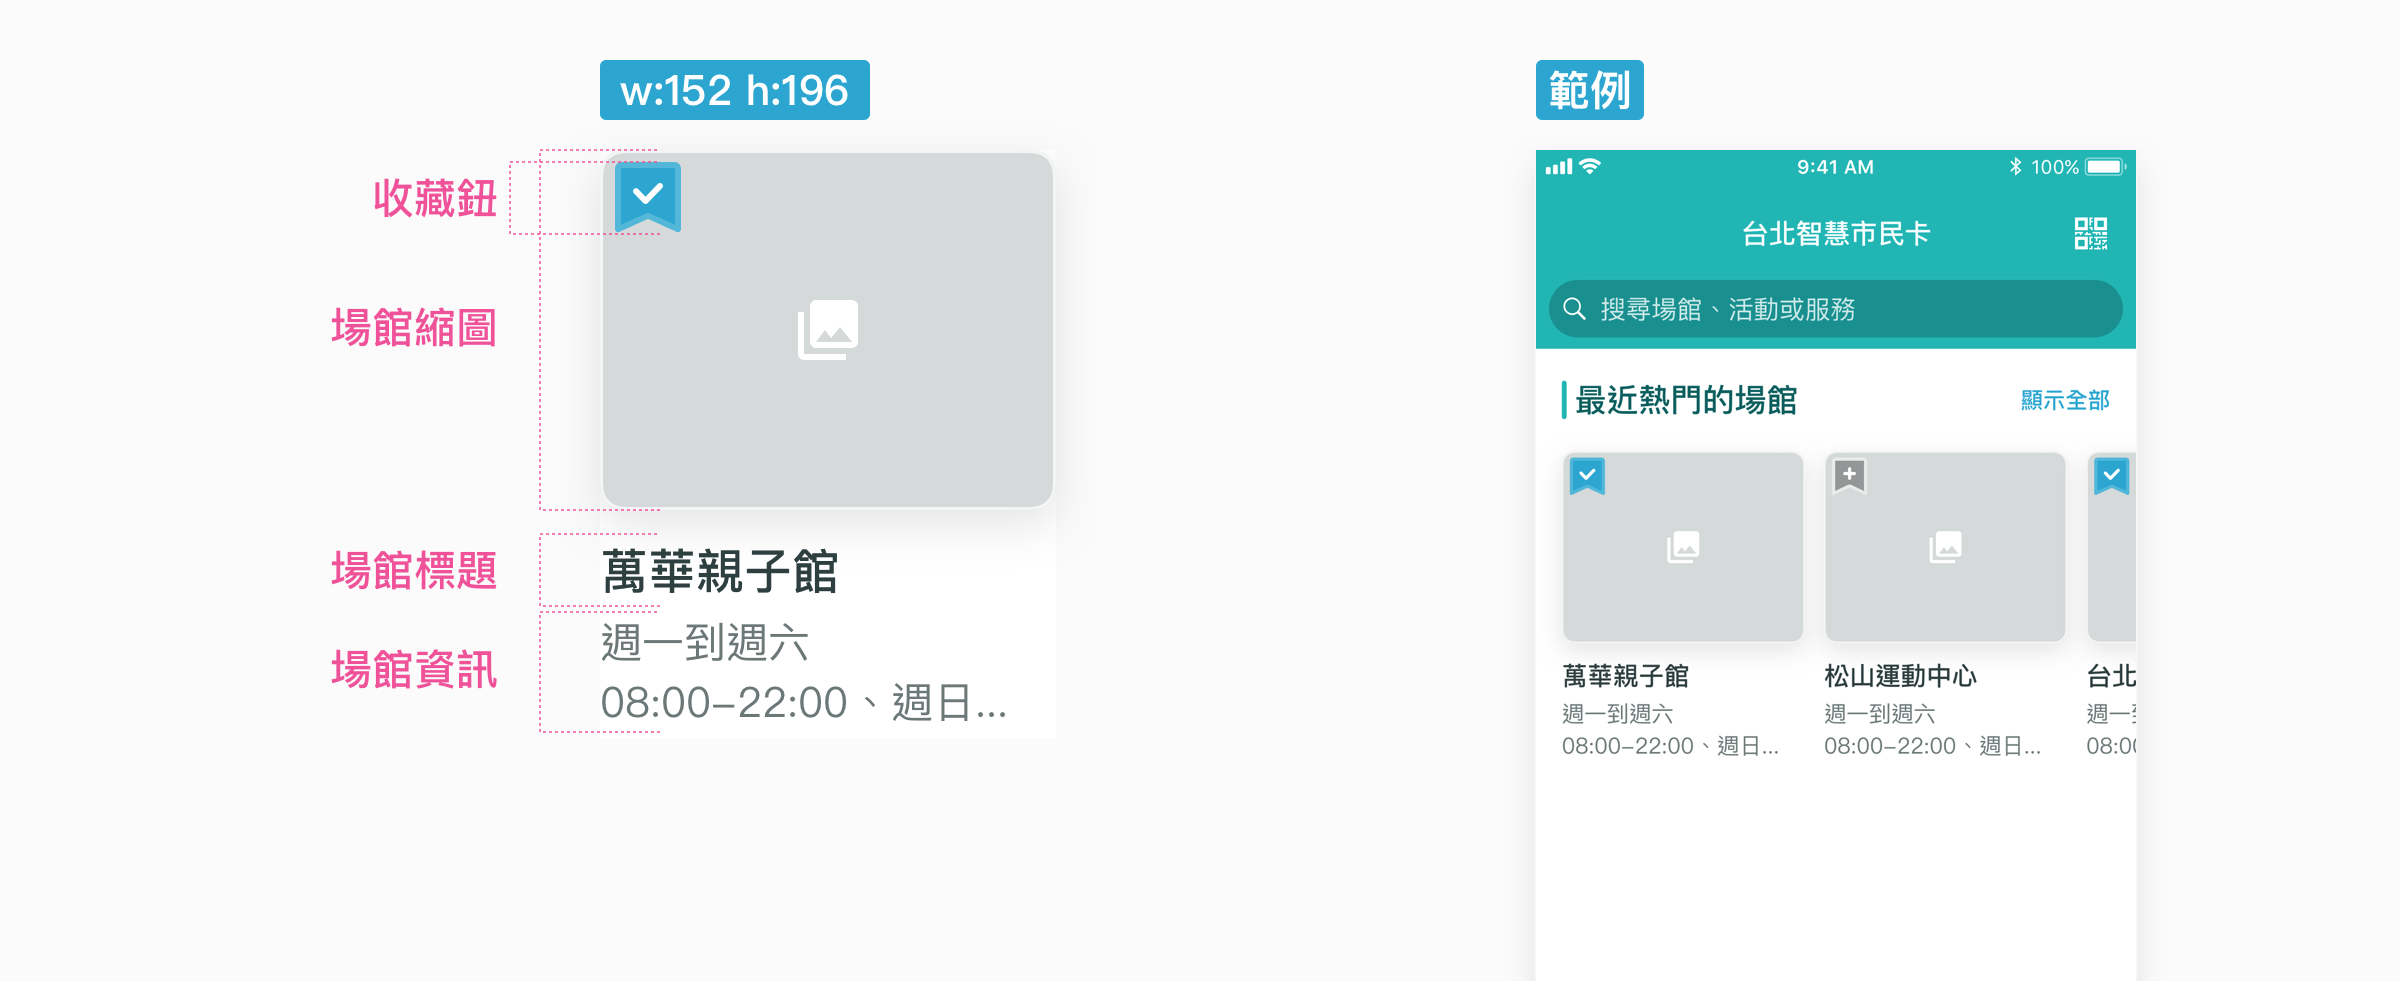 w:152 h:196
收藏鈕
場館縮圖
場館標題
萬華親子館
場館資訊
週一到週六
08:00–22:00、週日...
範例
9:41 AM
100%
台北智慧市民卡
搜尋場館、活動或服務
最近熱門的場館
顯示全部
萬華親子館
週一到週六
08:00–22:00、週日...
松山運動中心
週一到週六
08:00–22:00、週日...
台北
週一
08:0